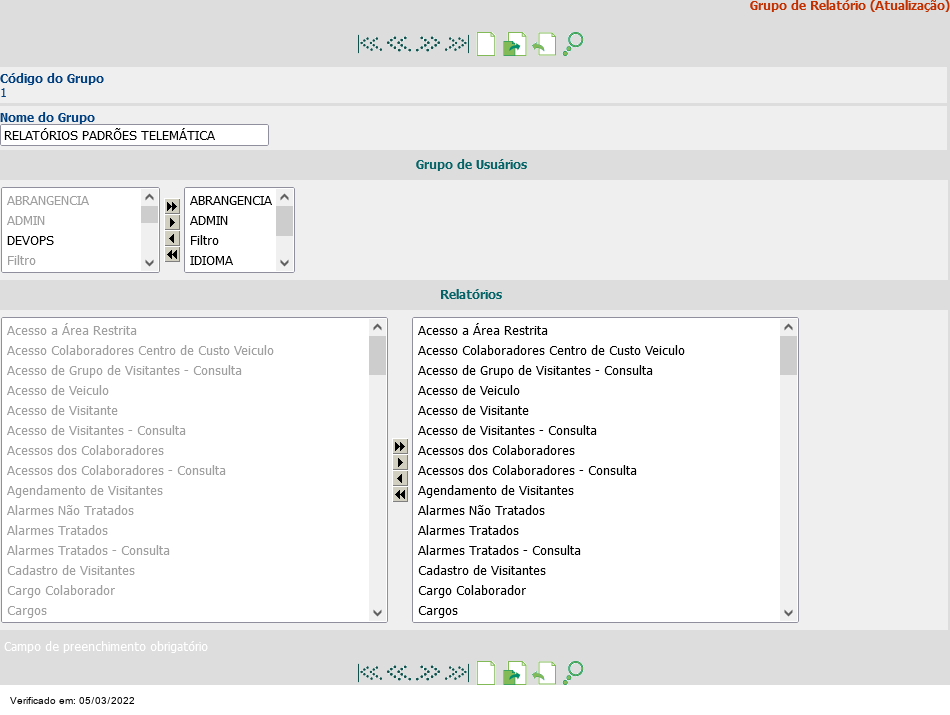 Grupo de Relatório (Atualização)
Código do Grupo
1
Nome do Grupo
RELATÓRIOS PADRÕES TELEMÁTICA
Grupo de Usuários
ABRANGENCIA
ADMIN
DEVOPS
Filtro
ABRANGENCIA
ADMIN
Filtro
IDIOMA
Relatórios
Acesso a Área Restrita
Acesso Colaboradores Centro de Custo Veiculo
Acesso de Grupo de Visitantes - Consulta
Acesso de Veiculo
Acesso de Visitante
Acesso de Visitantes - Consulta
Acessos dos Colaboradores
Acessos dos Colaboradores - Consulta
Agendamento de Visitantes
Alarmes Não Tratados
Alarmes Tratados
Alarmes Tratados - Consulta
Cadastro de Visitantes
Cargo Colaborador
Cargos
Acesso a Área Restrita
Acesso Colaboradores Centro de Custo Veiculo
Acesso de Grupo de Visitantes - Consulta
Acesso de Veiculo
Acesso de Visitante
Acesso de Visitantes - Consulta
Acessos dos Colaboradores
Acessos dos Colaboradores - Consulta
Agendamento de Visitantes
Alarmes Não Tratados
Alarmes Tratados
Alarmes Tratados - Consulta
Cadastro de Visitantes
Cargo Colaborador
Cargos
Campo de preenchimento obrigatório
Verificado em: 05/03/2022